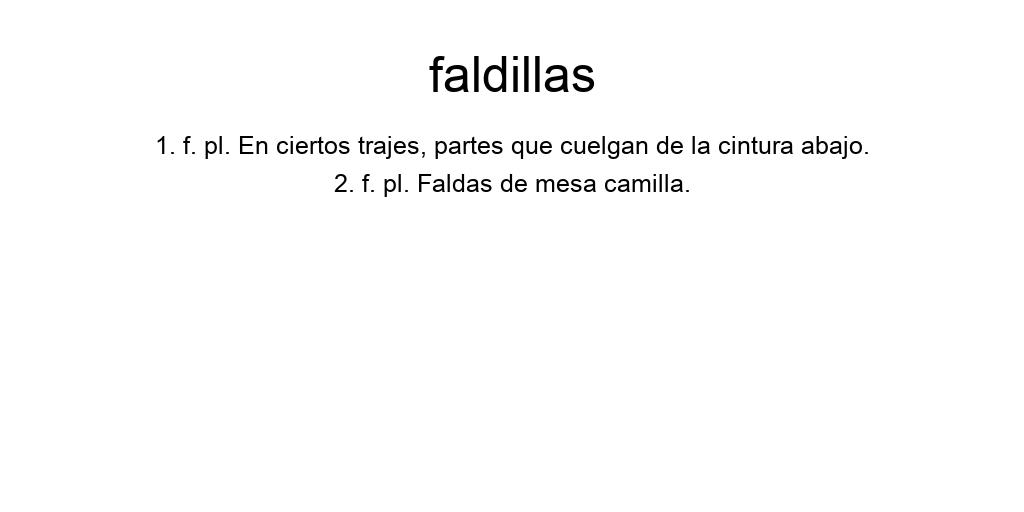 faldillas
1. f. pl. En ciertos trajes, partes que cuelgan de la cintura abajo.
2. f. pl. Faldas de mesa camilla.